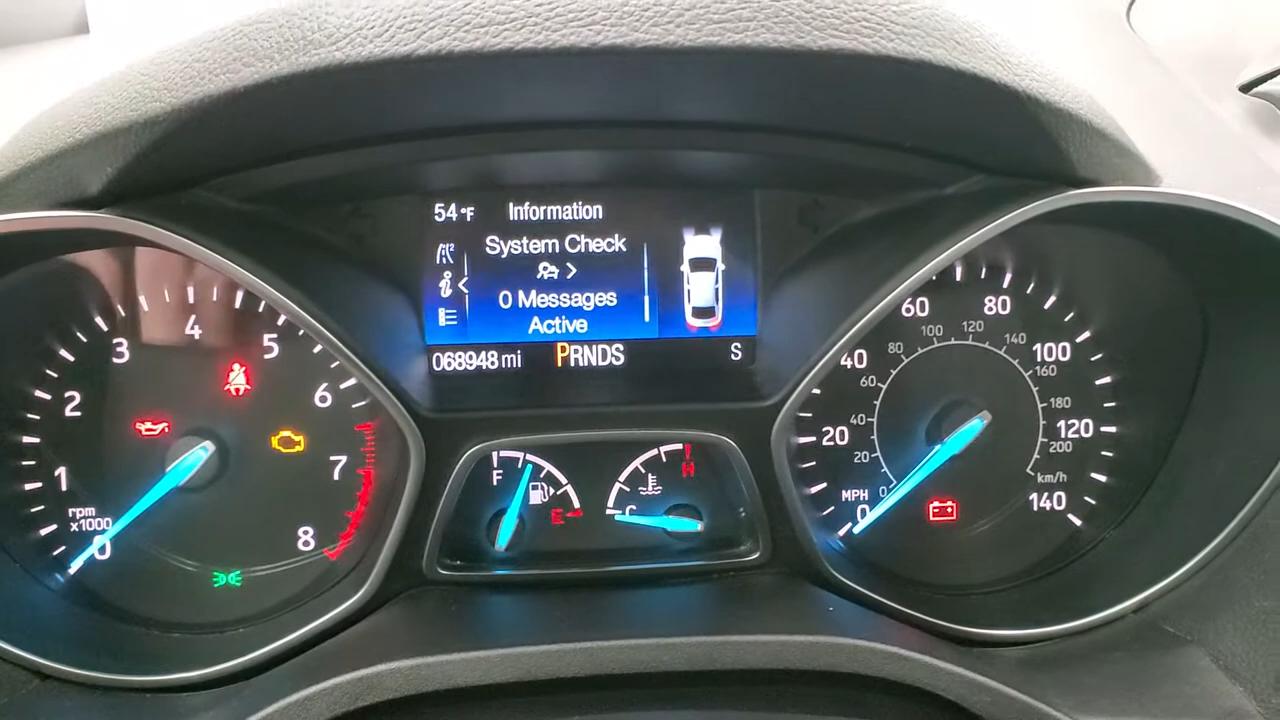 54°F Information
System Check
0 Messages
Active
068948 mi PRNDS S
0 1 2 3 4 5 6 7 8
rpm
x1000
F E
C H
0 20 40 60 80 100 120 140
MPH
0 20 40 60 80 100 120 140 160 180 200
km/h